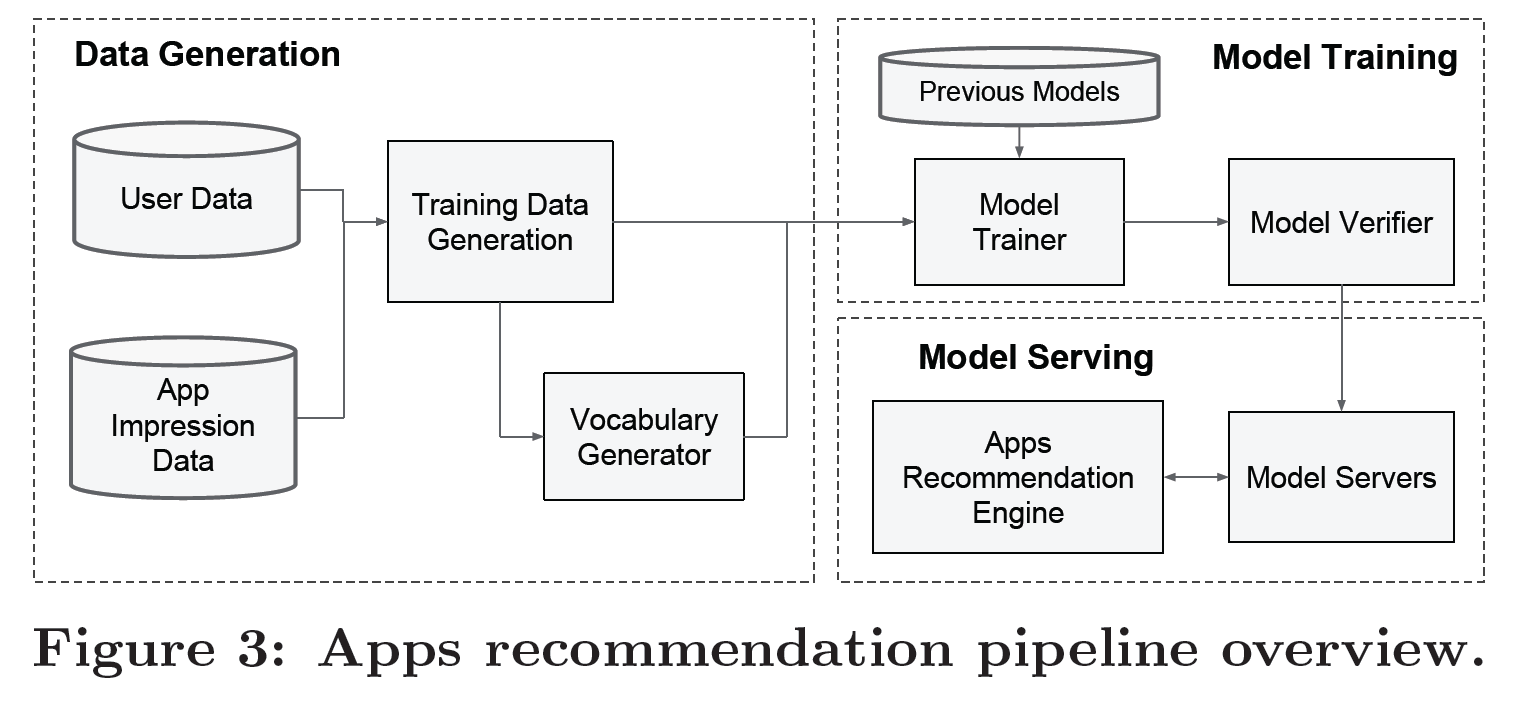 Data Generation
User Data
App
Impression
Data
Training Data
Generation
Vocabulary
Generator
Model Training
Previous Models
Model
Trainer
Model Verifier
Model Serving
Apps
Recommendation
Engine
Model Servers
Figure 3: Apps recommendation pipeline overview.